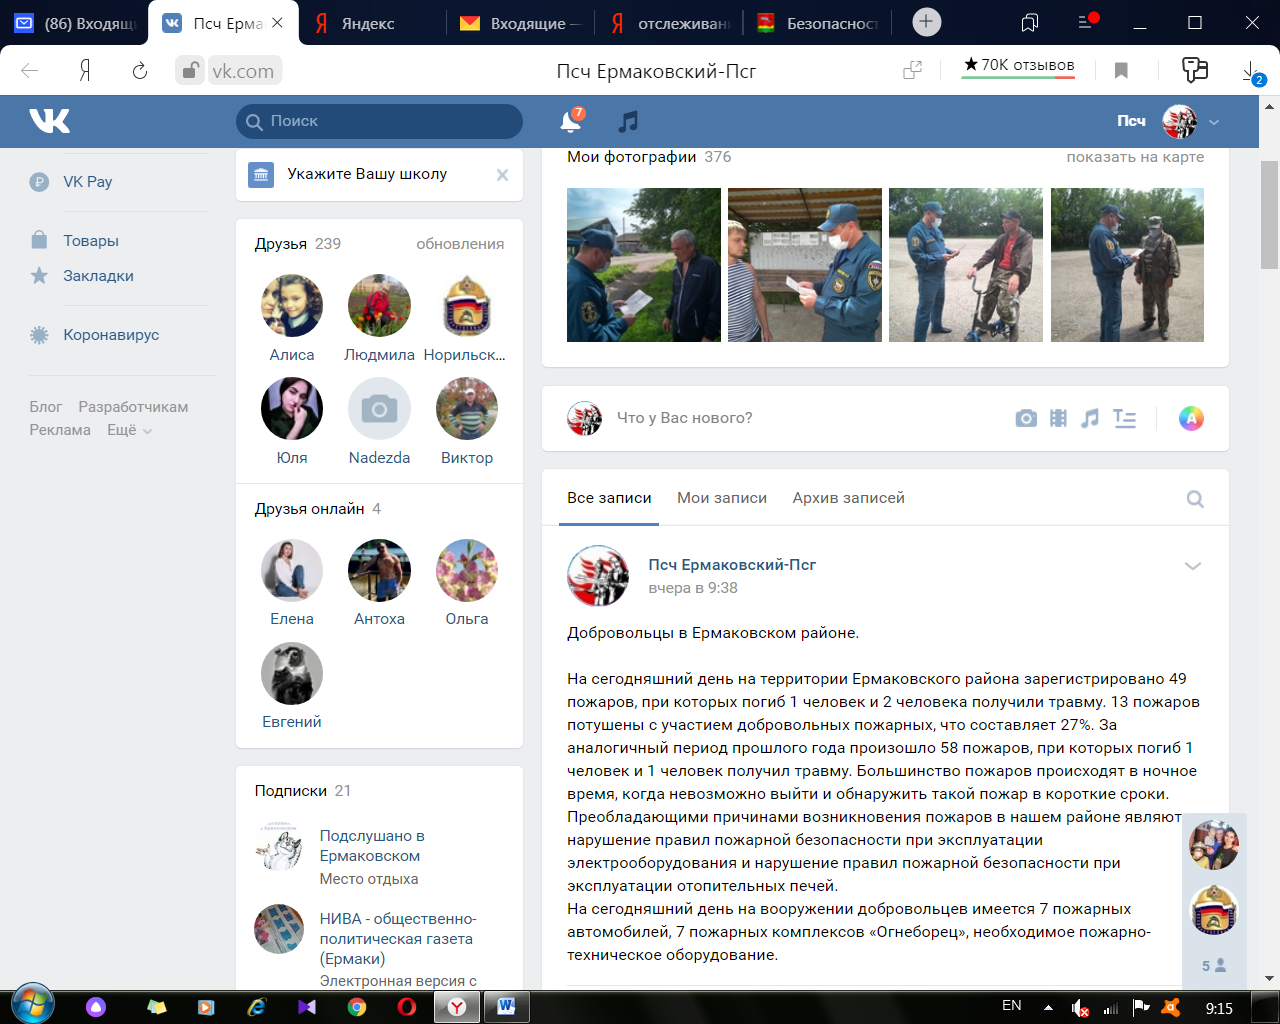 (86) Входящи
Псч Ерма
Яндекс
Входящие —
отслеживани
Безопасност
vk.com
Псч Ермаковский-Псг
★ 70K отзывов
2
Поиск
7
Псч
VK Pay
Товары
Закладки
Коронавирус
Блог Разработчикам
Реклама Ещё
Укажите Вашу школу
Друзья 239 обновления
Алиса Людмила Норильск...
Юля Nadezda Виктор
Друзья онлайн 4
Елена Антоха Ольга
Евгений
Подписки 21
Подслушано в
Ермаковском
Место отдыха
НИВА - общественно-
политическая газета
(Ермаки)
Электронная версия с
Мои фотографии 376 показать на карте
Что у Вас нового?
Все записи Мои записи Архив записей
Псч Ермаковский-Псг
вчера в 9:38
Добровольцы в Ермаковском районе.
На сегодняшний день на территории Ермаковского района зарегистрировано 49
пожаров, при которых погиб 1 человек и 2 человека получили травму. 13 пожаров
потушены с участием добровольных пожарных, что составляет 27%. За
аналогичный период прошлого года произошло 58 пожаров, при которых погиб 1
человек и 1 человек получил травму. Большинство пожаров происходят в ночное
время, когда невозможно выйти и обнаружить такой пожар в короткие сроки.
Преобладающими причинами возникновения пожаров в нашем районе являют
нарушение правил пожарной безопасности при эксплуатации
электрооборудования и нарушение правил пожарной безопасности при
эксплуатации отопительных печей.
На сегодняшний день на вооружении добровольцев имеется 7 пожарных
автомобилей, 7 пожарных комплексов «Огнеборец», необходимое пожарно-
техническое оборудование.
5
EN
9:15